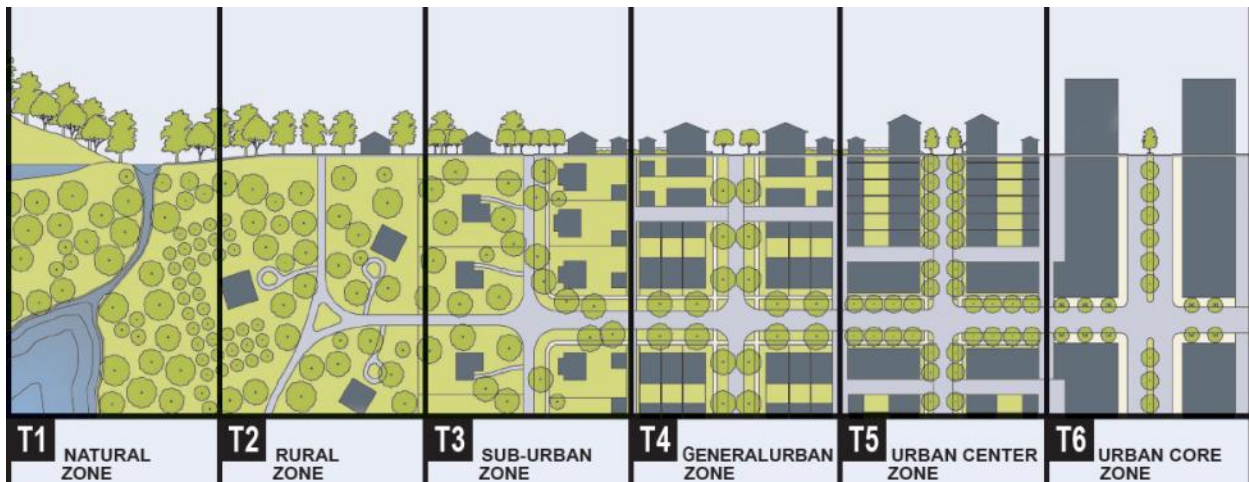 T1 NATURAL
ZONE
T2 RURAL
ZONE
T3 SUB-URBAN
ZONE
T4 GENERALURBAN
ZONE
T5 URBAN CENTER
ZONE
T6 URBAN CORE
ZONE